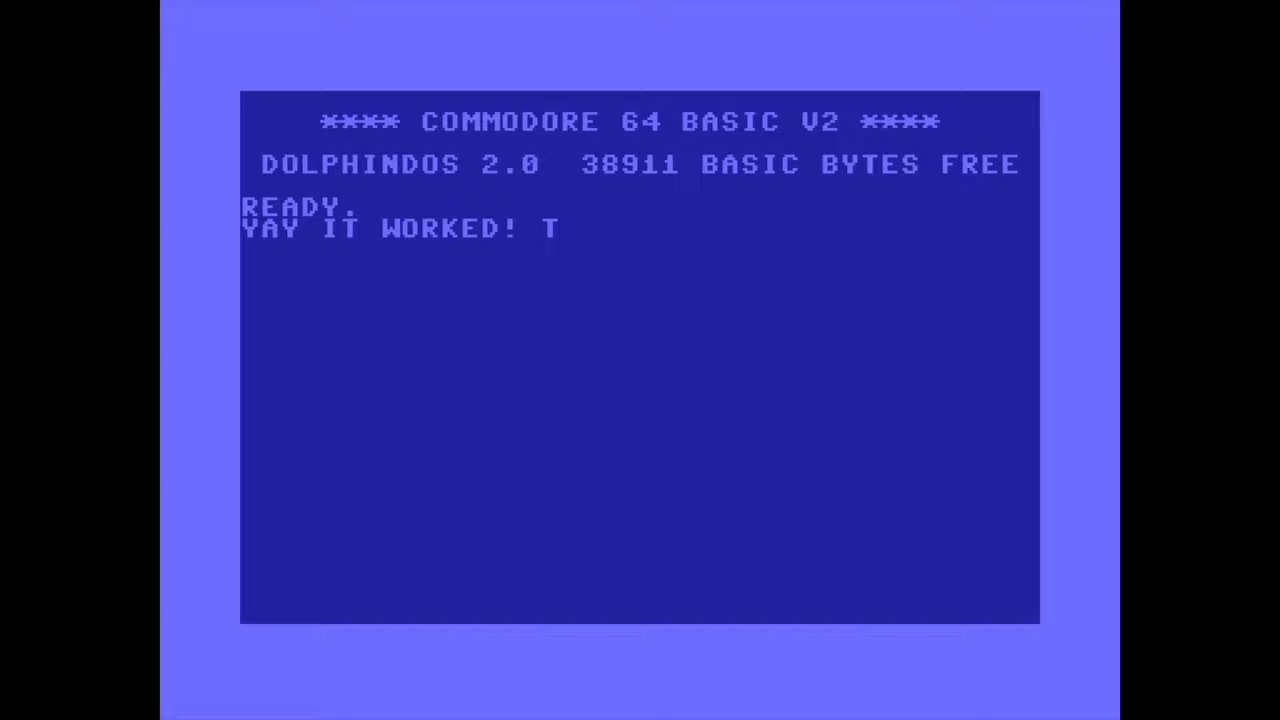 **** COMMODORE 64 BASIC V2 ****
DOLPHINDOS 2.0  38911 BASIC BYTES FREE
READY.
YAY IT WORKED! T